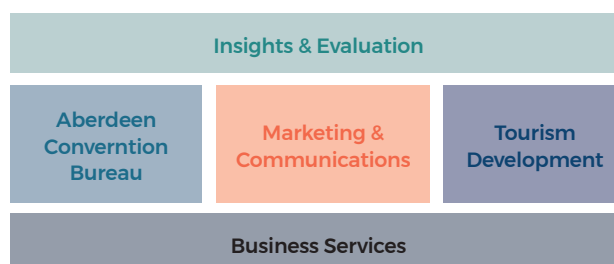 Insights & Evaluation
Aberdeen
Converntion
Bureau
Marketing &
Communications
Tourism
Development
Business Services